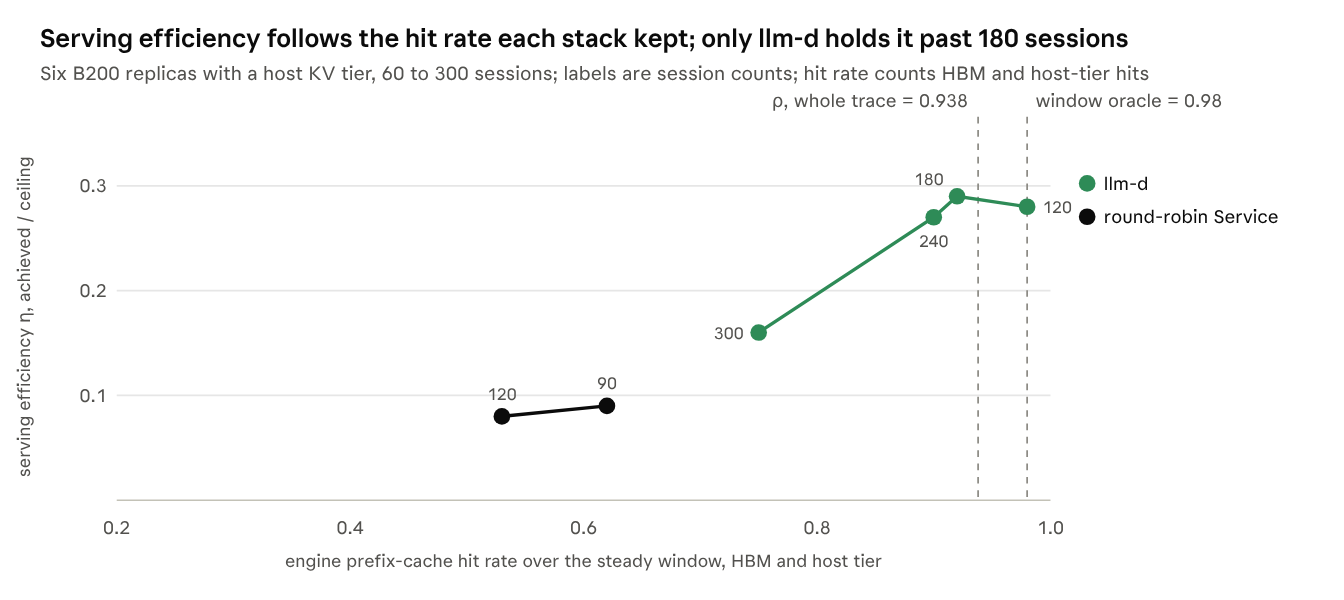 Serving efficiency follows the hit rate each stack kept; only llm-d holds it past 180 sessions
Six B200 replicas with a host KV tier, 60 to 300 sessions; labels are session counts; hit rate counts HBM and host-tier hits
ρ, whole trace = 0.938
window oracle = 0.98
serving efficiency η, achieved / ceiling
0.3
0.2
0.1
180
120
240
300
120
90
llm-d
round-robin Service
0.2
0.4
0.6
0.8
1.0
engine prefix-cache hit rate over the steady window, HBM and host tier